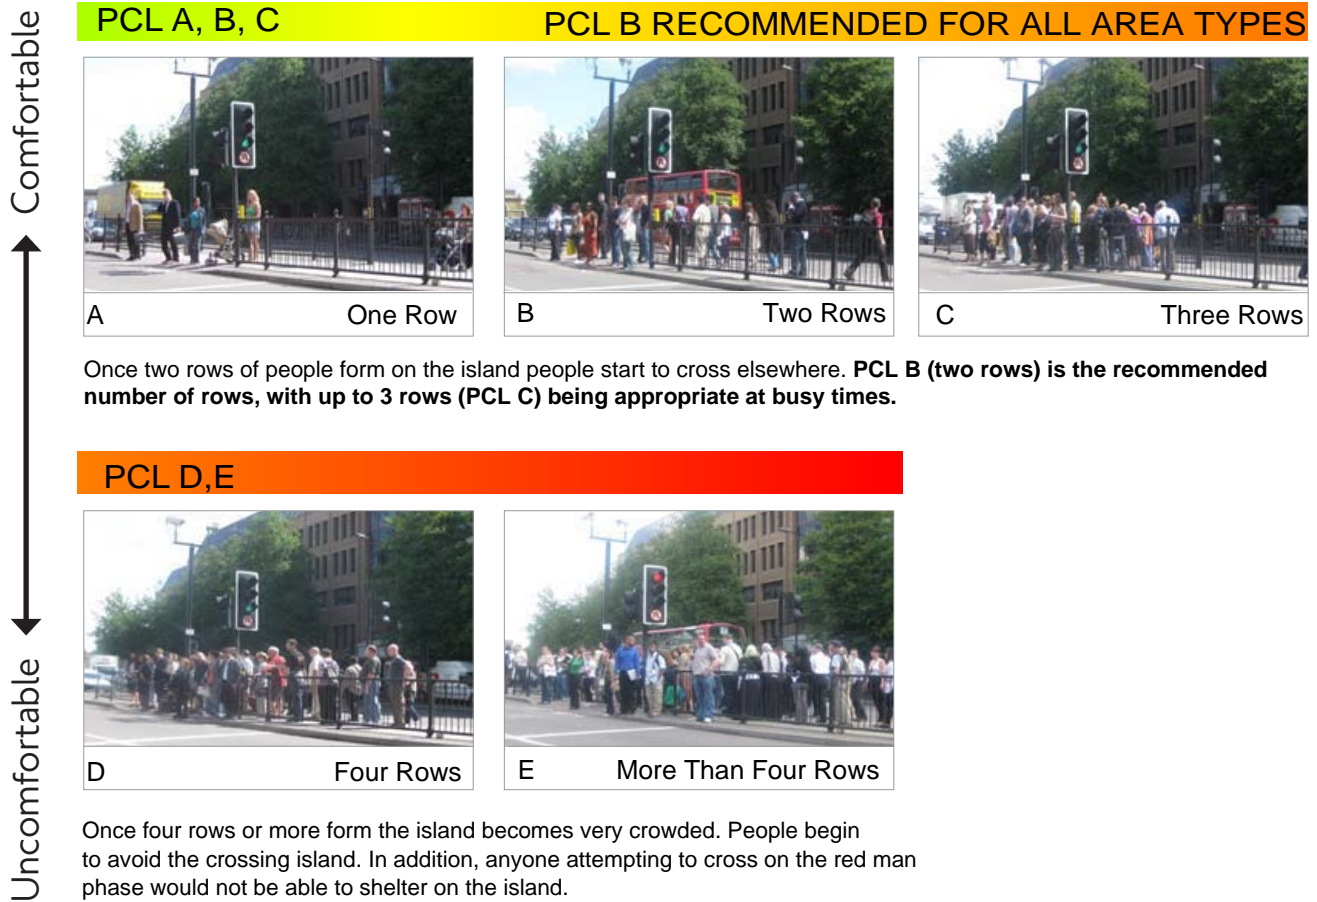 Comfortable
Uncomfortable
PCL A, B, C
PCL B RECOMMENDED FOR ALL AREA TYPES
A One Row
B Two Rows
C Three Rows
Once two rows of people form on the island people start to cross elsewhere. PCL B (two rows) is the recommended
number of rows, with up to 3 rows (PCL C) being appropriate at busy times.
PCL D,E
D Four Rows
E More Than Four Rows
Once four rows or more form the island becomes very crowded. People begin
to avoid the crossing island. In addition, anyone attempting to cross on the red man
phase would not be able to shelter on the island.